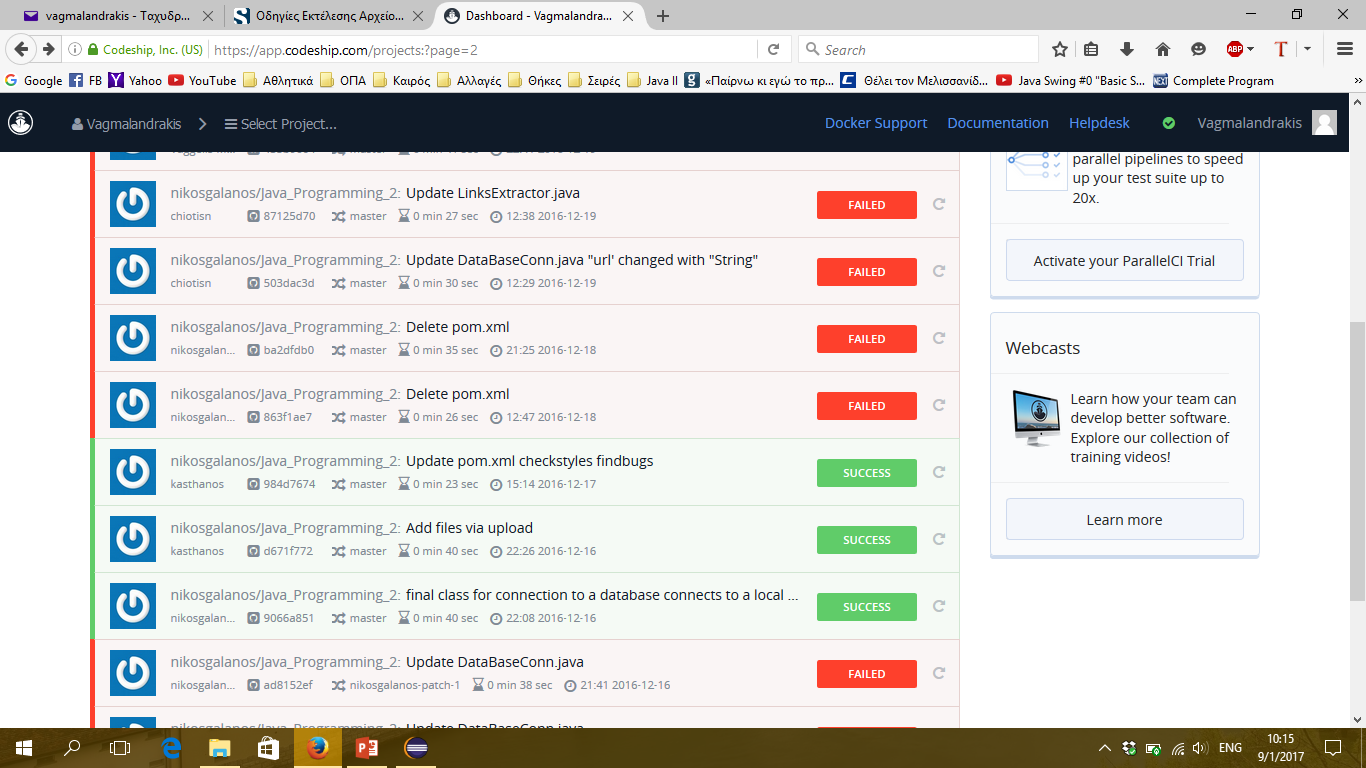 vagmalandrakis - Ταχυδρ...
Οδηγίες Εκτέλεσης Αρχείο...
Dashboard - Vagmalandra...
Codeship, Inc. (US)
https://app.codeship.com/projects:?page=2
Search
ABP
T
Google FB Yahoo YouTube Αθλητικά ΟΠΑ Καιρός Αλλαγές Θήκες Σειρές Java II «Παίρνω κι εγώ το πρ... Θέλει τον Μελισσανίδ... Java Swing #0 "Basic S... Complete Program
Vagmalandrakis
Select Project...
Docker Support Documentation Helpdesk Vagmalandrakis
nikosgalanos/Java_Programming_2: Update LinksExtractor.java
chiotisn 87125d70 master 0 min 27 sec 12:38 2016-12-19
FAILED
nikosgalanos/Java_Programming_2: Update DataBaseConn.java "url' changed with "String"
chiotisn 503dac3d master 0 min 30 sec 12:29 2016-12-19
FAILED
nikosgalanos/Java_Programming_2: Delete pom.xml
nikosgalan... ba2dfdb0 master 0 min 35 sec 21:25 2016-12-18
FAILED
nikosgalanos/Java_Programming_2: Delete pom.xml
nikosgalan... 863f1ae7 master 0 min 26 sec 12:47 2016-12-18
FAILED
nikosgalanos/Java_Programming_2: Update pom.xml checkstyles findbugs
kasthanos 984d7674 master 0 min 23 sec 15:14 2016-12-17
SUCCESS
nikosgalanos/Java_Programming_2: Add files via upload
kasthanos d671f772 master 0 min 40 sec 22:26 2016-12-16
SUCCESS
nikosgalanos/Java_Programming_2: final class for connection to a database connects to a local ...
nikosgalan... 9066a851 master 0 min 40 sec 22:08 2016-12-16
SUCCESS
nikosgalanos/Java_Programming_2: Update DataBaseConn.java
nikosgalan... ad8152ef nikosgalanos-patch-1 0 min 38 sec 21:41 2016-12-16
FAILED
nikosgalanos/Java_Programming_2: Update DataBaseConn.java
parallel pipelines to speed
up your test suite up to
20x.
Activate your ParallelCI Trial
Webcasts
Learn how your team can
develop better software.
Explore our collection of
training videos!
Learn more
ENG
10:15
9/1/2017